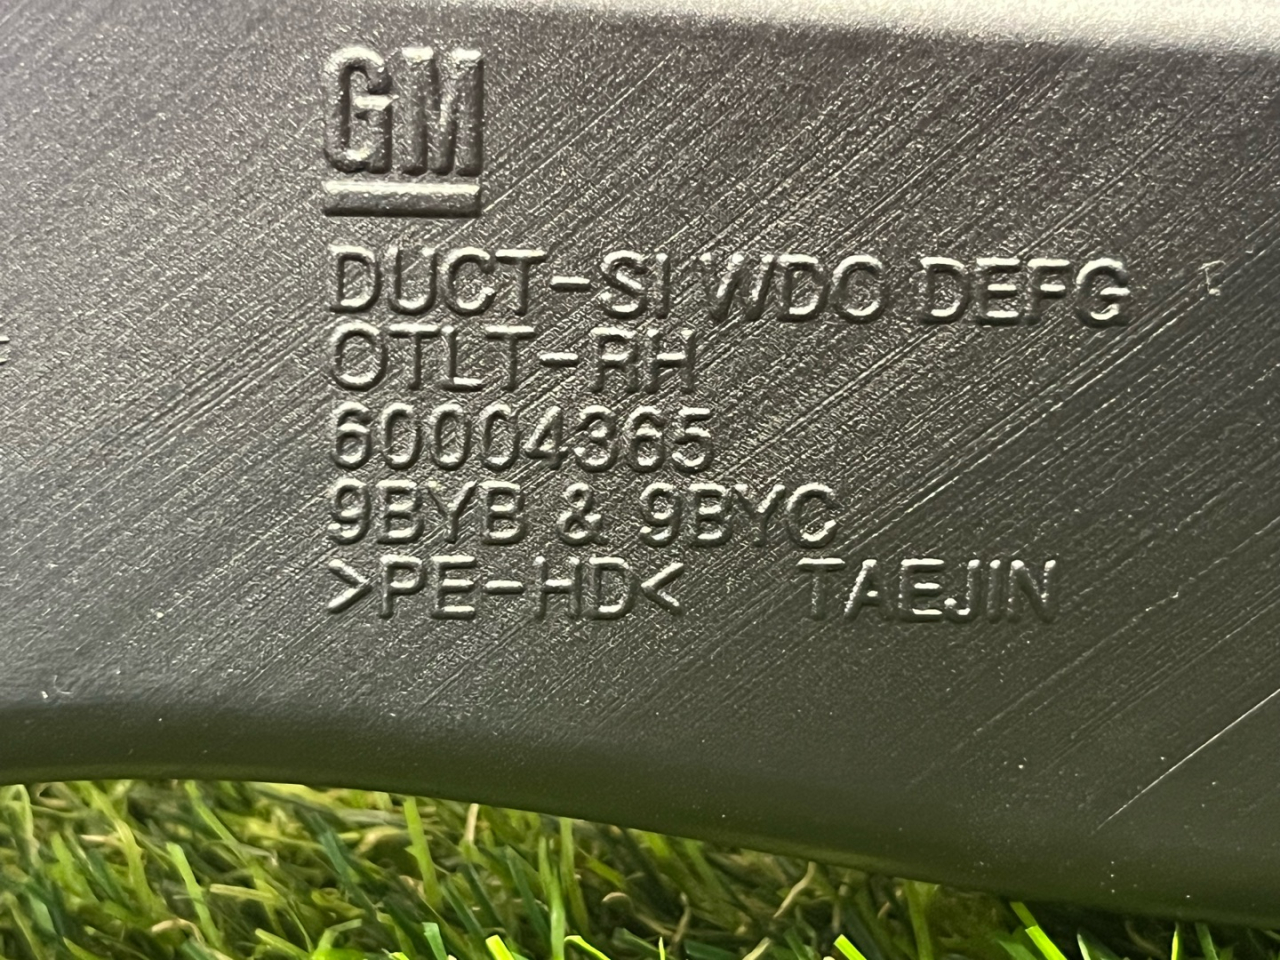 GM
DUCT-SI WDO DEFG
OTLT-RH
60004365
9BYB & 9BYC
>PE-HD< TAEJIN